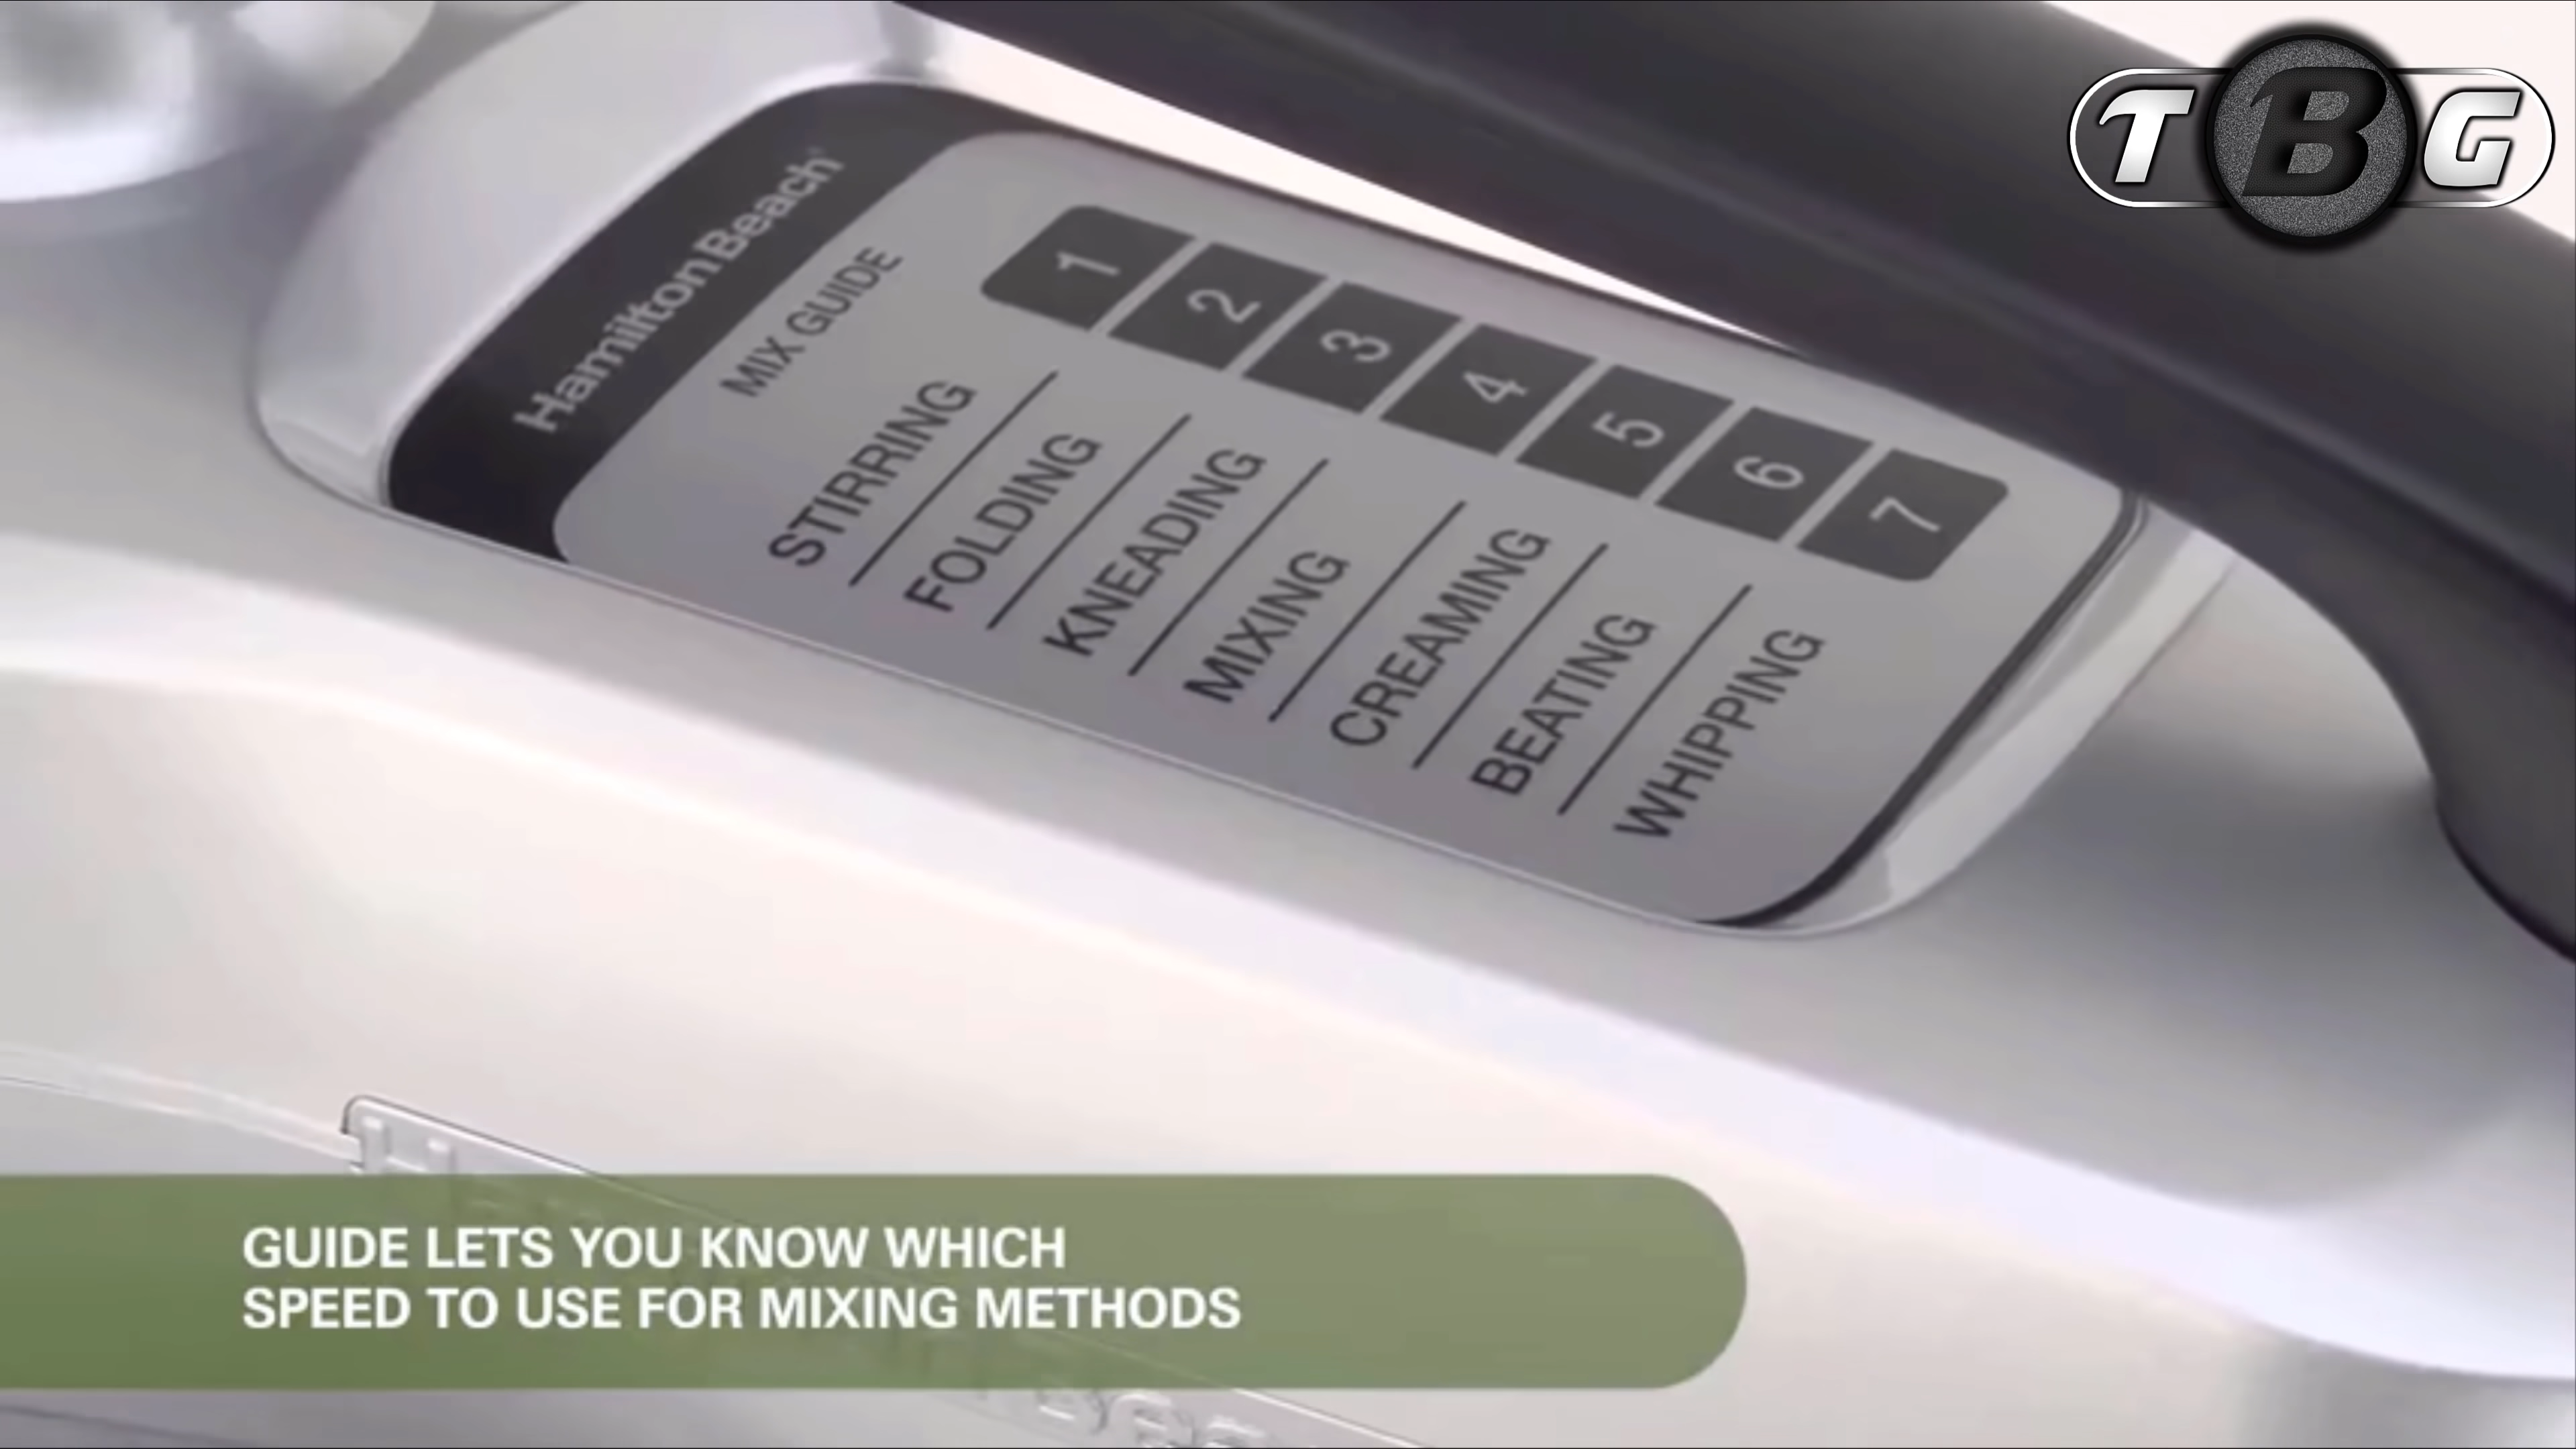 TBG
HamiltonBeach
MIX GUIDE
1 STIRRING
2 FOLDING
3 KNEADING
4 MIXING
5 CREAMING
6 BEATING
7 WHIPPING
GUIDE LETS YOU KNOW WHICH
SPEED TO USE FOR MIXING METHODS